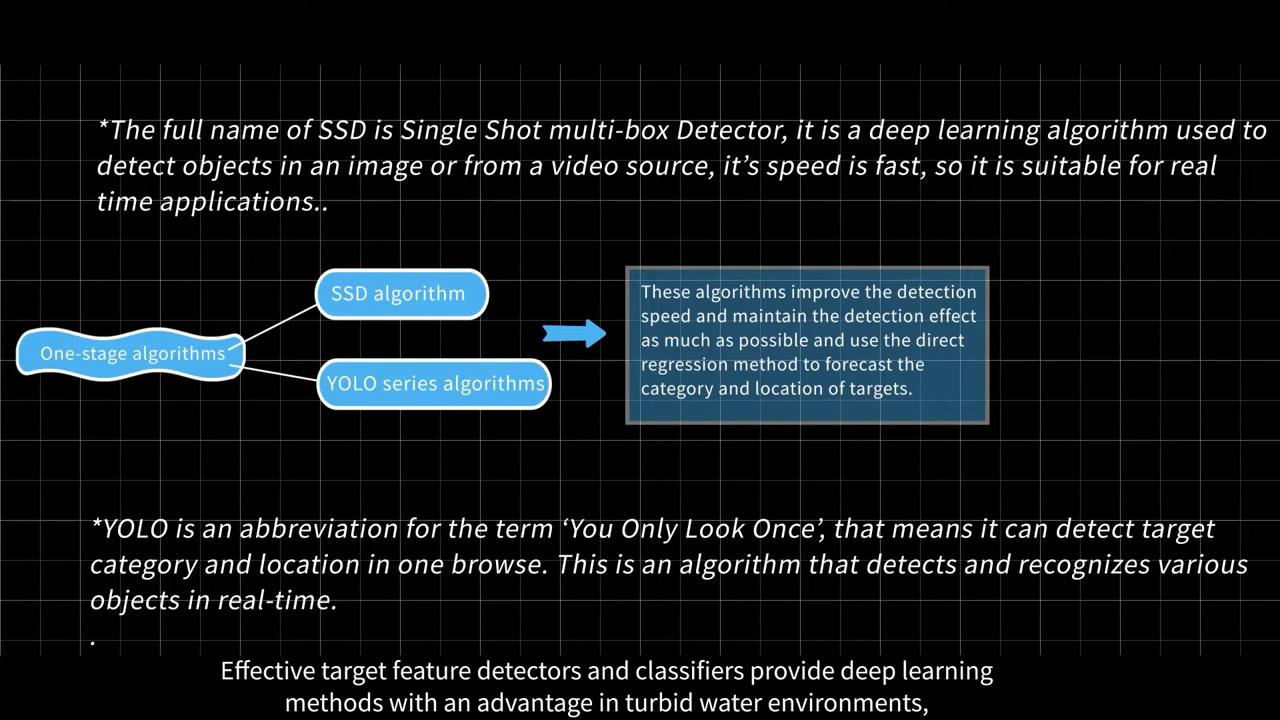 *The full name of SSD is Single Shot multi-box Detector, it is a deep learning algorithm used to
detect objects in an image or from a video source, it’s speed is fast, so it is suitable for real
time applications..
SSD algorithm
One-stage algorithms
YOLO series algorithms
These algorithms improve the detection
speed and maintain the detection effect
as much as possible and use the direct
regression method to forecast the
category and location of targets.
*YOLO is an abbreviation for the term ‘You Only Look Once’, that means it can detect target
category and location in one browse. This is an algorithm that detects and recognizes various
objects in real-time.
.
Effective target feature detectors and classifiers provide deep learning
methods with an advantage in turbid water environments,